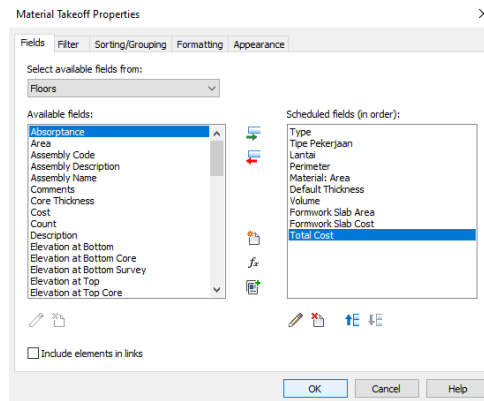 Material Takeoff Properties
Fields Filter Sorting/Grouping Formatting Appearance
Select available fields from:
Floors
Available fields:
Absorptance
Area
Assembly Code
Assembly Description
Assembly Name
Comments
Core Thickness
Cost
Count
Description
Elevation at Bottom
Elevation at Bottom Core
Elevation at Bottom Survey
Elevation at Top
Elevation at Top Core
fx
Scheduled fields (in order):
Type
Tipe Pekerjaan
Lantai
Perimeter
Material: Area
Default Thickness
Volume
Formwork Slab Area
Formwork Slab Cost
Total Cost
Include elements in links
OK Cancel Help